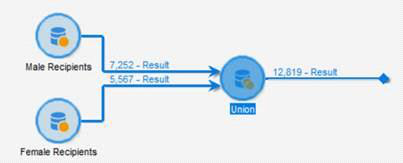 Male Recipients
7,252 - Result
5,567 - Result
12,819 - Result
Union
Female Recipients